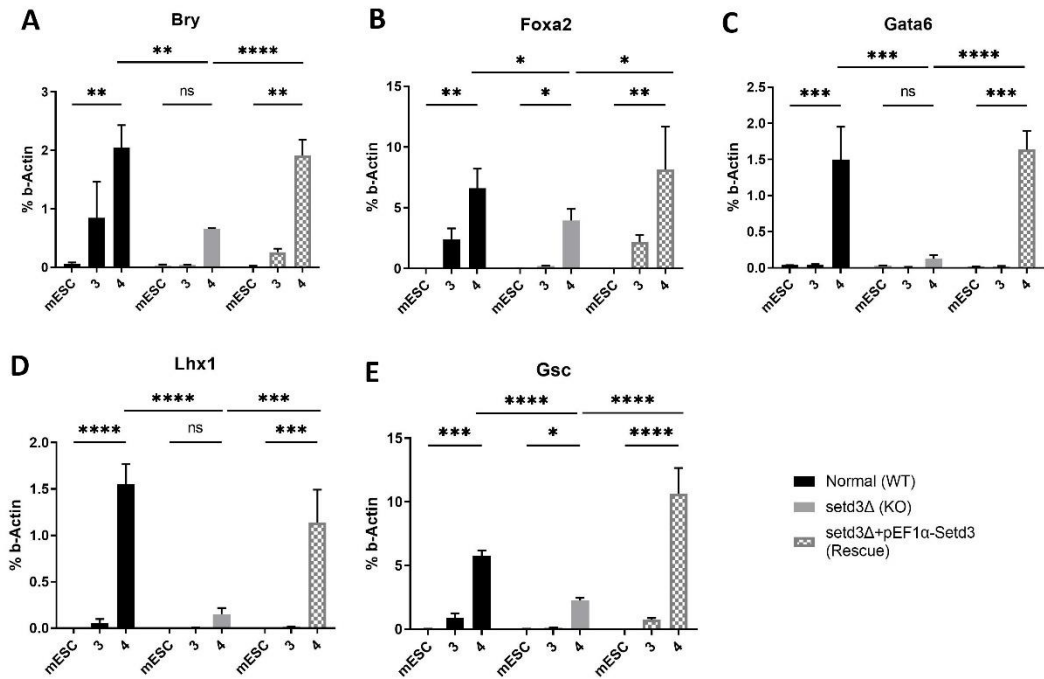 A
Bry
** ****
** ns **
% b-Actin
3
2
1
0
mESC 3 4 mESC 3 4 mESC 3 4
B
Foxa2
* *
** * **
% b-Actin
15
10
5
0
mESC 3 4 mESC 3 4 mESC 3 4
C
Gata6
*** ****
*** ns ***
% b-Actin
2.5
2.0
1.5
1.0
0.5
0.0
mESC 3 4 mESC 3 4 mESC 3 4
D
Lhx1
**** ***
**** ns ***
% b-Actin
2.0
1.5
1.0
0.5
0.0
mESC 3 4 mESC 3 4 mESC 3 4
E
Gsc
**** ****
*** * ****
% b-Actin
15
10
5
0
mESC 3 4 mESC 3 4 mESC 3 4
Normal (WT)
setd3Δ (KO)
setd3Δ+pEF1α-Setd3
(Rescue)